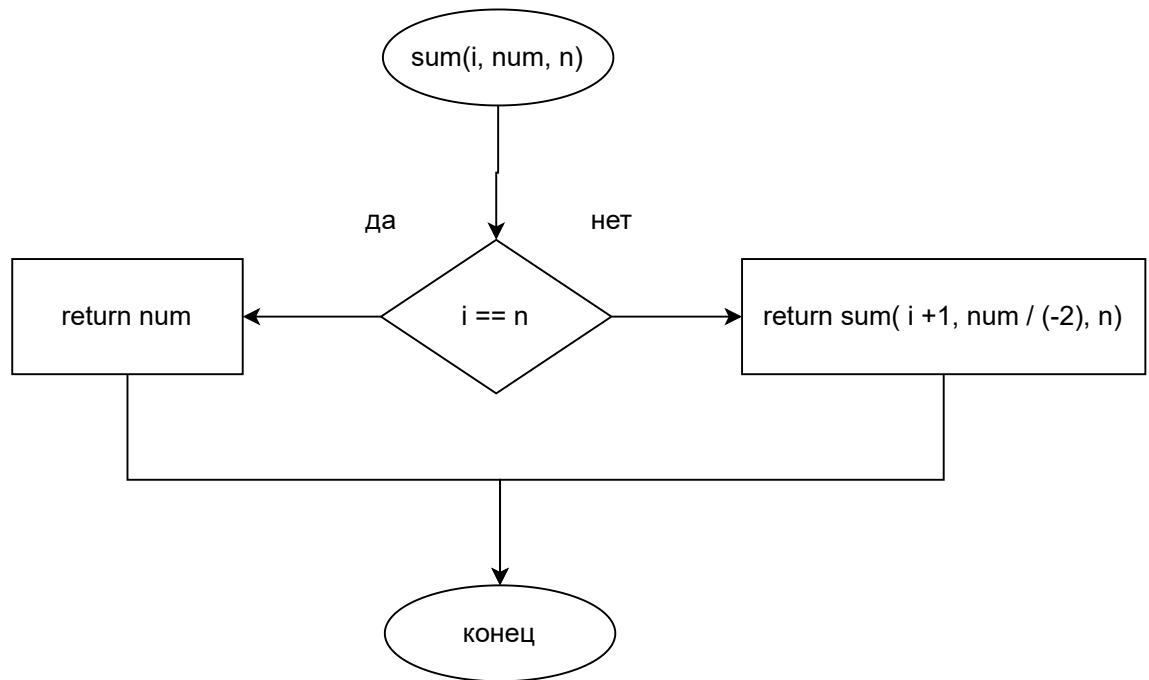 sum(i, num, n)
да
нет
return num
i == n
return sum( i +1, num / (-2), n)
конец